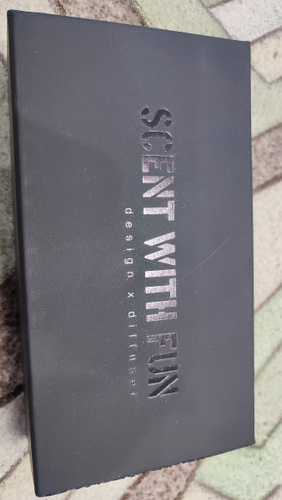 SCENT WITH FUN
design x diffuser